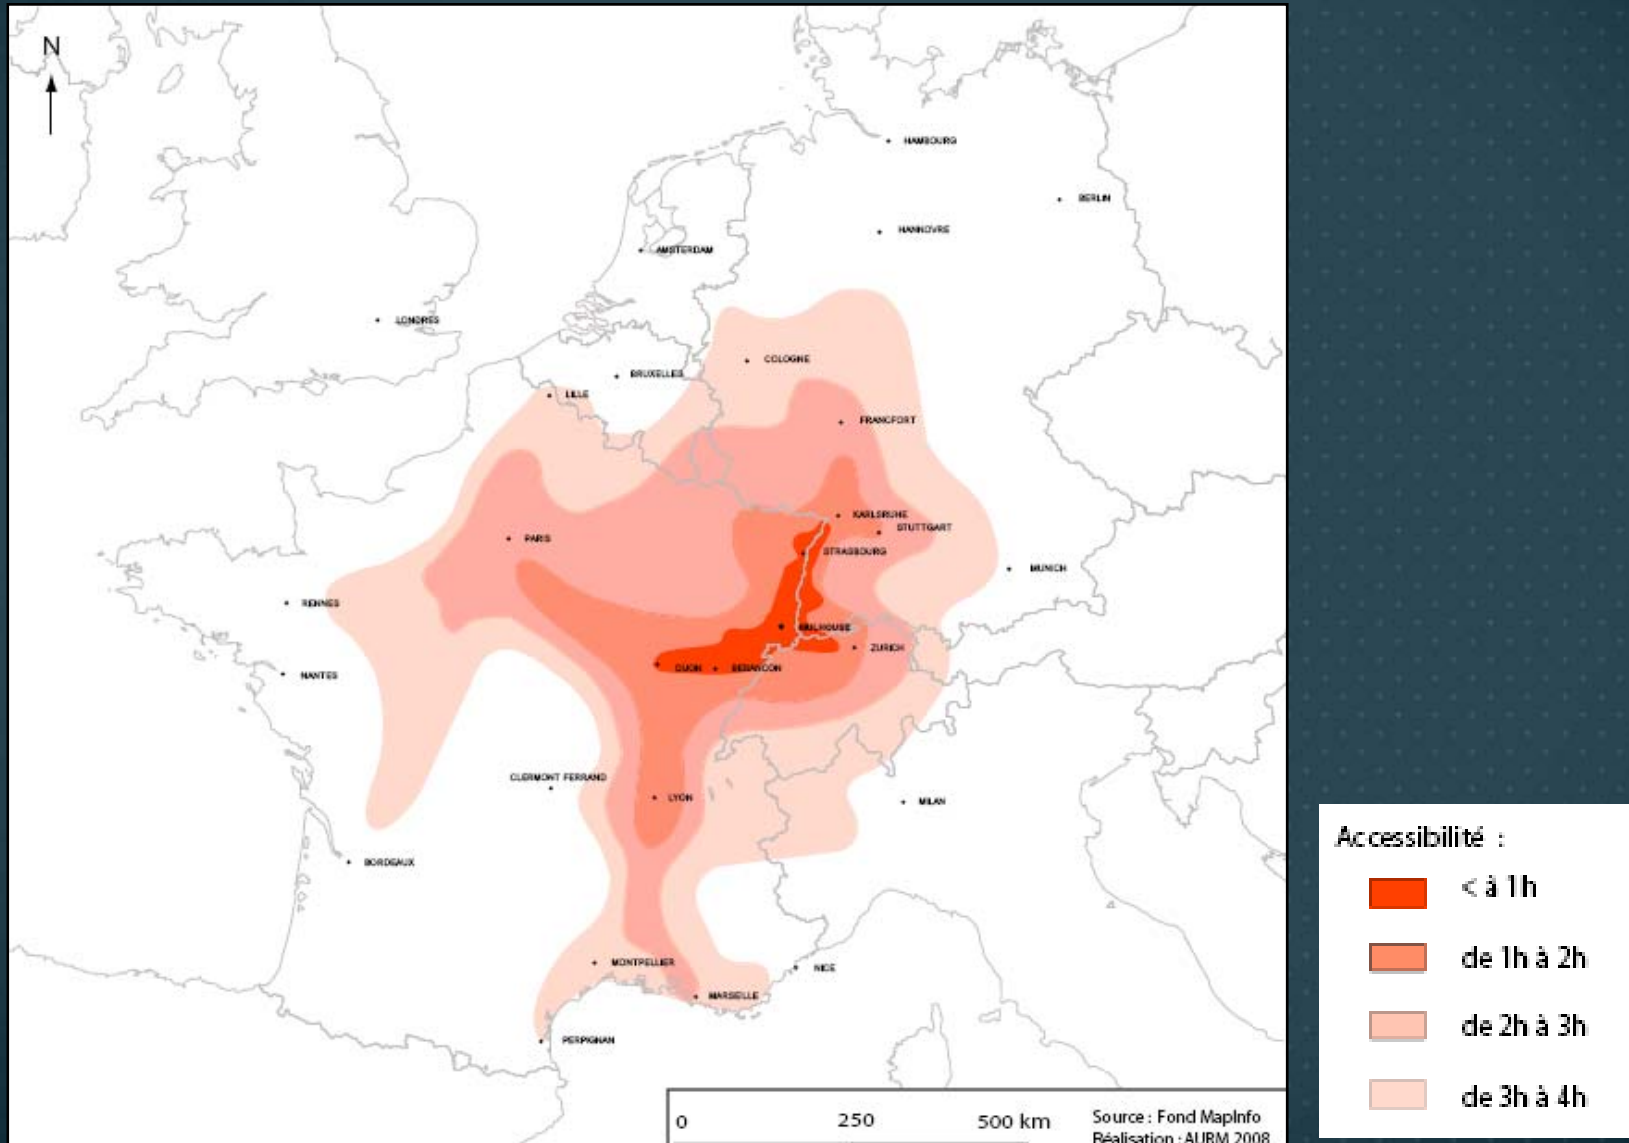 N
HAMBOURG
BERLIN
HANNOVRE
AMSTERDAM
LONDRES
COLOGNE
BRUXELLES
LILLE
FRANCFORT
KARLSRUHE
STUTTGART
PARIS
STRASBOURG
MUNICH
RENNES
MULHOUSE
ZURICH
DIJON
BESANCON
NANTES
CLERMONT FERRAND
LYON
MILAN
BORDEAUX
MONTPELLIER
NICE
MARSEILLE
PERPIGNAN
0 250 500 km
Source : Fond MapInfo
Réalisation : AURM 2008
Accessibilité :
< à 1h
de 1h à 2h
de 2h à 3h
de 3h à 4h